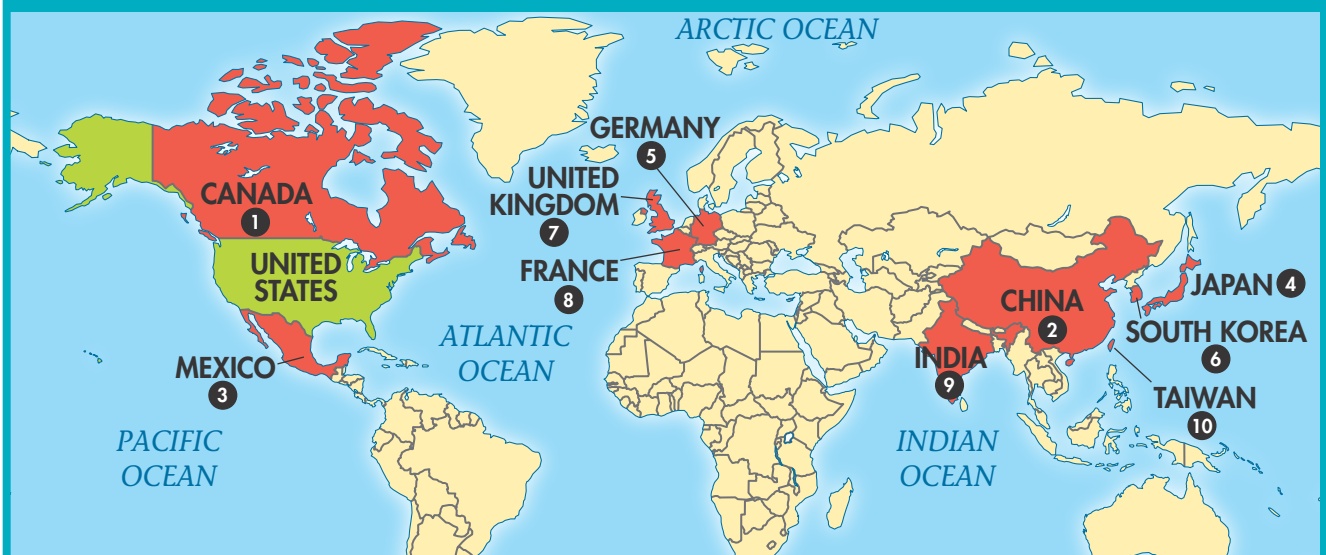 ARCTIC OCEAN
GERMANY
5
UNITED
KINGDOM
7
FRANCE
8
CANADA
1
UNITED
STATES
MEXICO
3
ATLANTIC
OCEAN
PACIFIC
OCEAN
CHINA
2
JAPAN 4
SOUTH KOREA
6
INDIA
9
TAIWAN
10
INDIAN
OCEAN